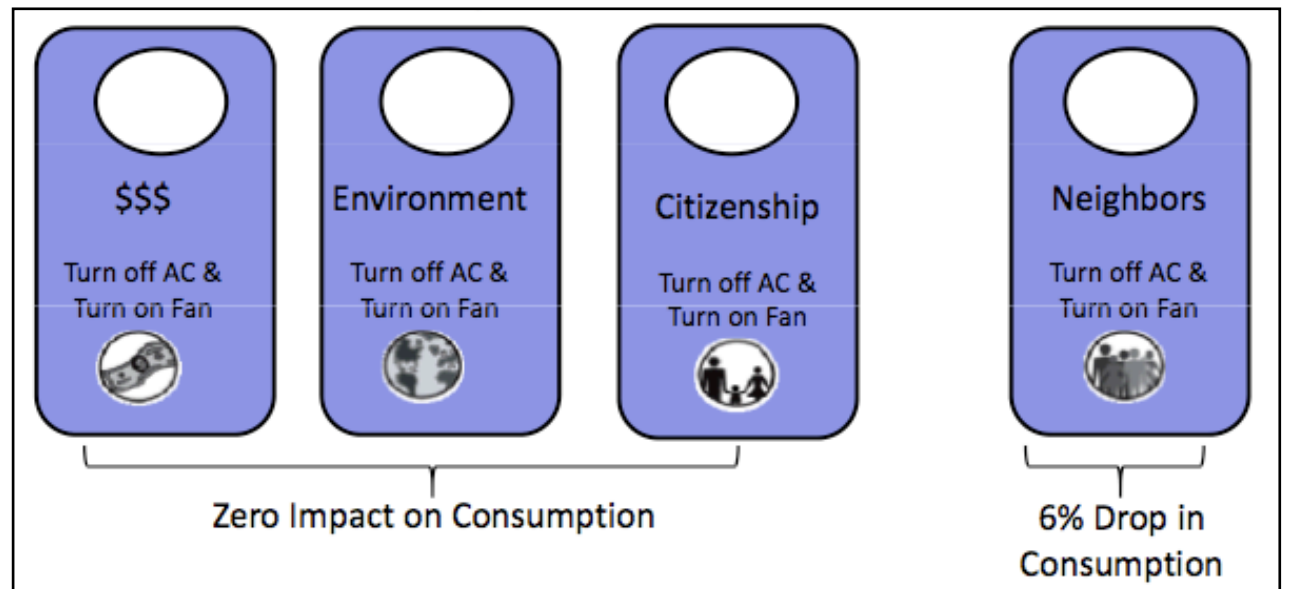 $$$
Turn off AC &
Turn on Fan
Environment
Turn off AC &
Turn on Fan
Citizenship
Turn off AC &
Turn on Fan
Neighbors
Turn off AC &
Turn on Fan
Zero Impact on Consumption
6% Drop in
Consumption